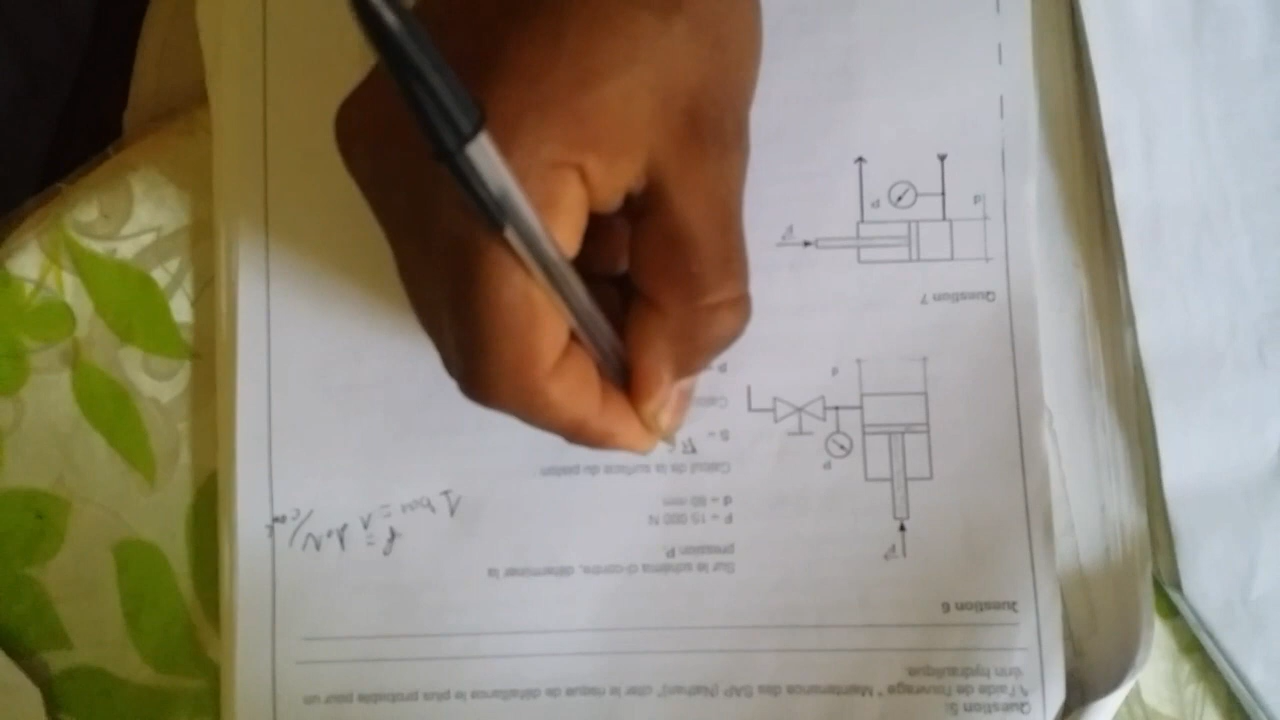 Question 5:
A l'aide de l'ouvrage " Maintenance des SAP (Nathan)" citer le risque de défaillance le plus probable pour un
vérin hydraulique.
Question 6
Sur le schéma ci-contre, déterminer la
pression P.
F = 15 000 N
d = 80 mm
1 bar = 1
Calcul de la surface du piston
S =
F
P
d
Question 7
F
P
d